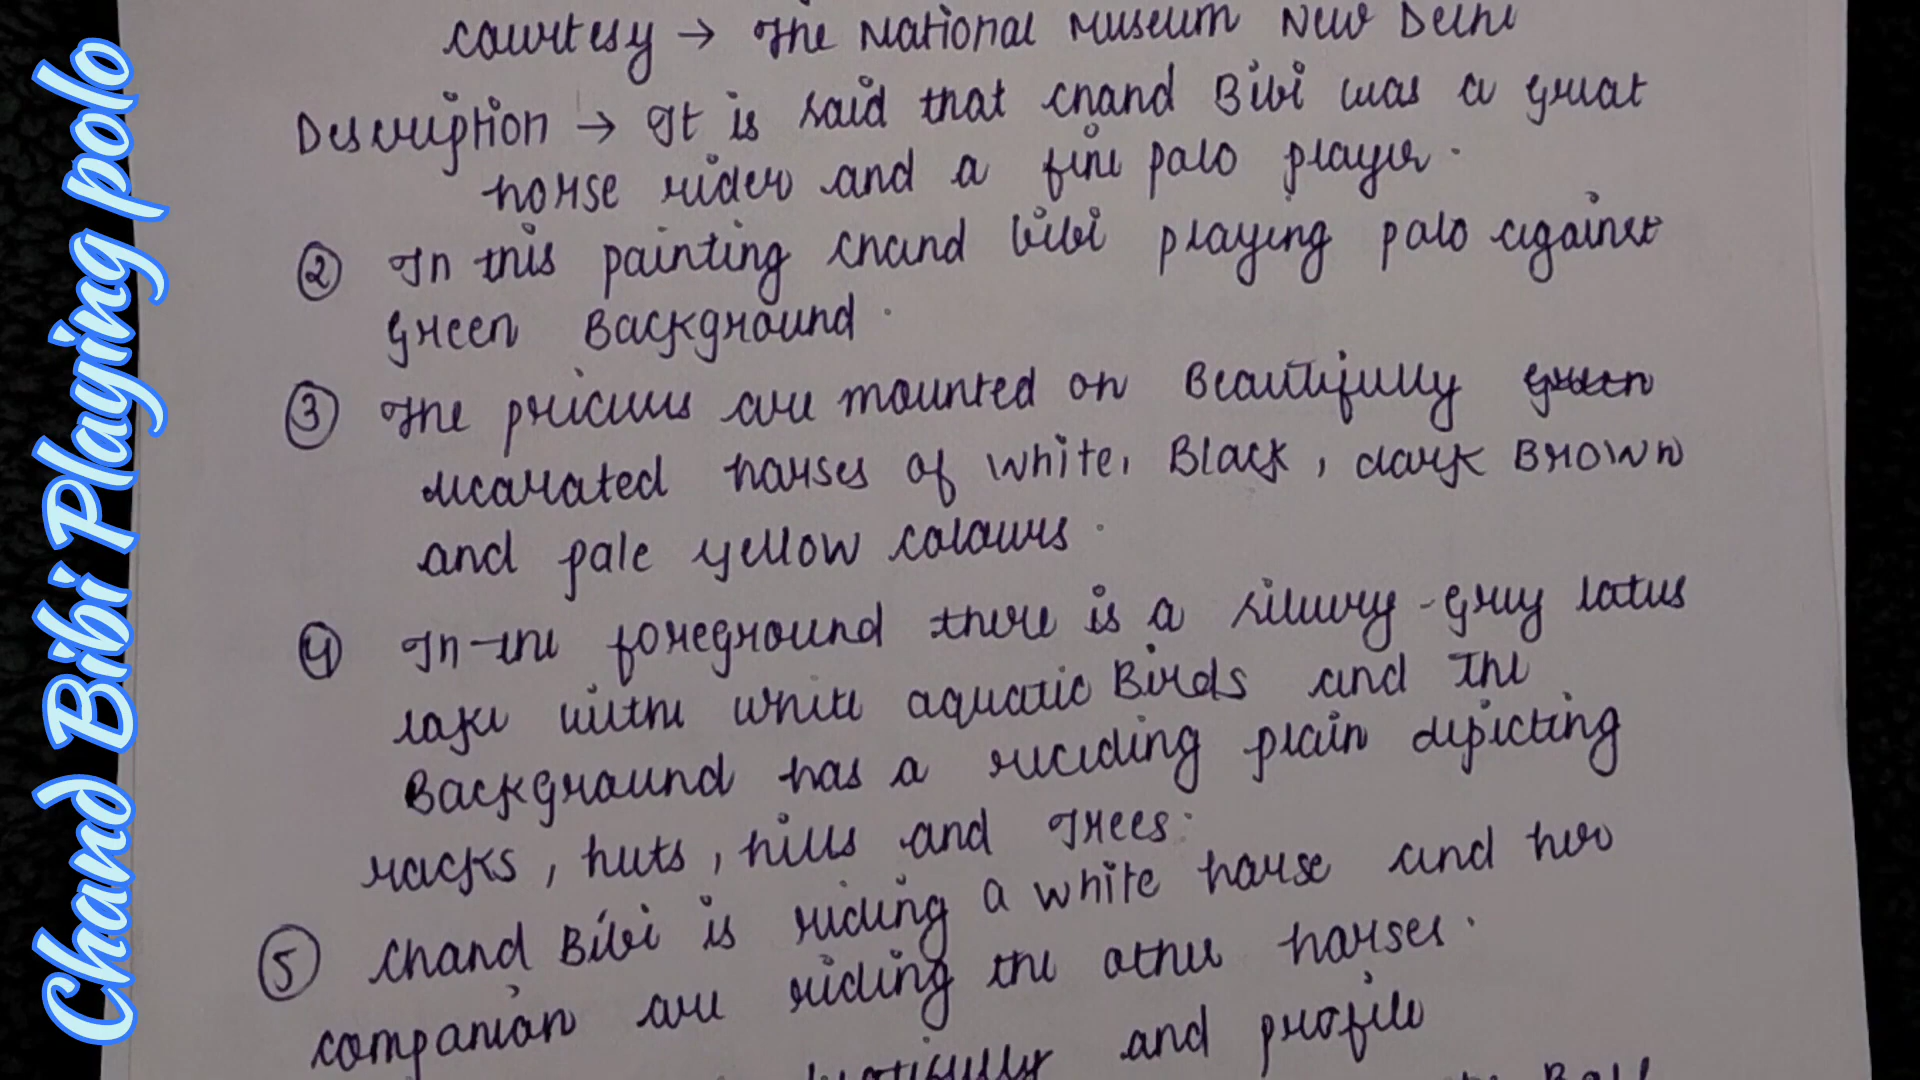 Chand Bibi Playing polo
courtesy → The National Museum New Delhi
Description → It is said that chand Bibi was a great
horse rider and a fine polo player.
② In this painting chand bibi playing polo against
green Background.
③ The are mounted on Beautifully green
horses of white, Black, dark Brown
and pale yellow colours.
④ In the foreground there is a silvery-grey lotus
lake with white aquatic Birds and The
Background has a receding plain depicting
racks, huts, hills and Trees.
⑤ chand Bibi is riding a white horse and her
companion are riding the other horses.
and profile
Ball